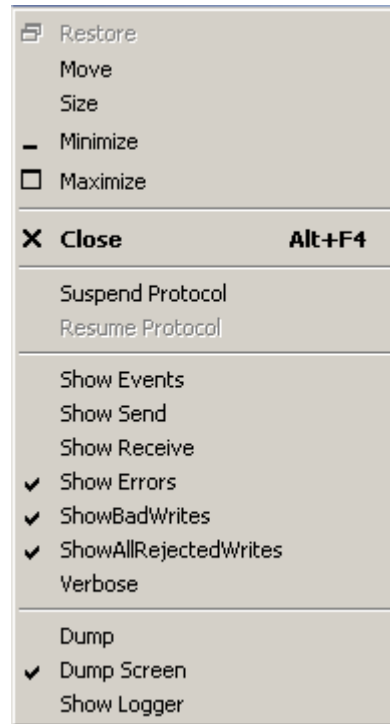 Restore
Move
Size
Minimize
Maximize
Close Alt+F4
Suspend Protocol
Resume Protocol
Show Events
Show Send
Show Receive
Show Errors
ShowBadWrites
ShowAllRejectedWrites
Verbose
Dump
Dump Screen
Show Logger